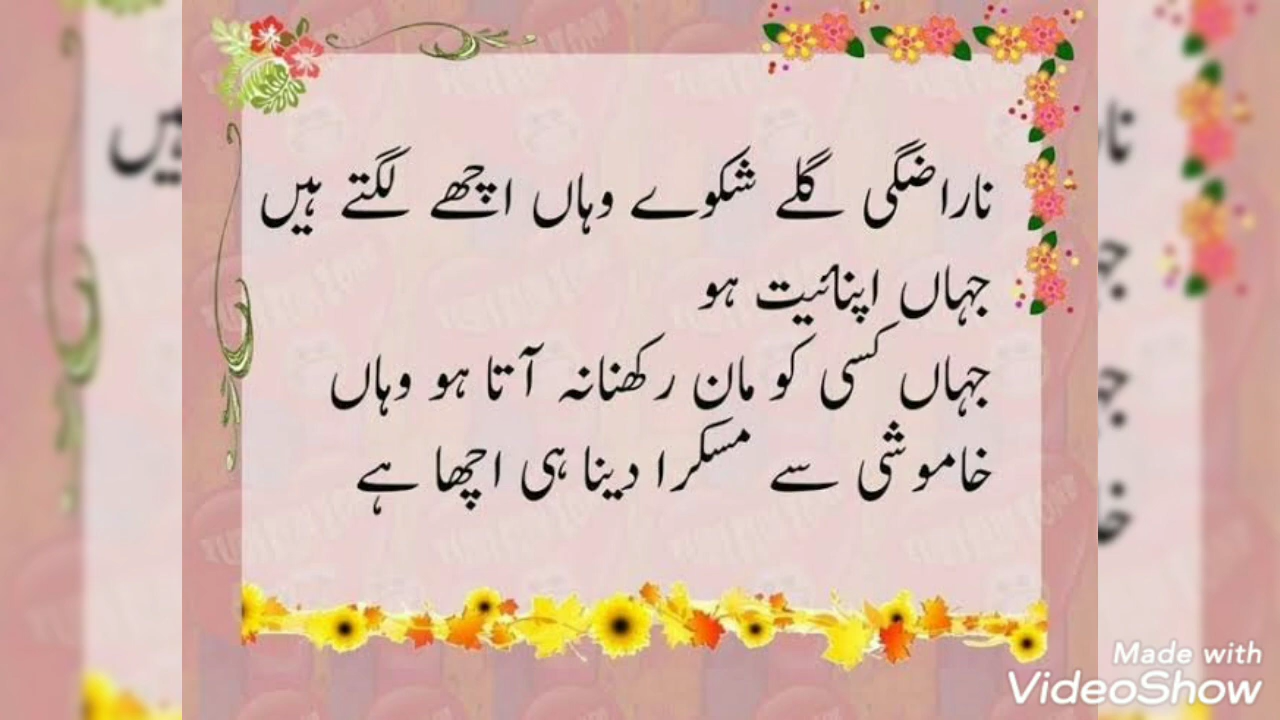 ناراضگی گلے شکوے وہاں اچھے لگتے ہیں
جہاں اپنائیت ہو
جہاں کسی کو مان رکھنا نہ آتا ہو وہاں
خاموشی سے مسکرا دینا ہی اچھا ہے
Made with
VideoShow